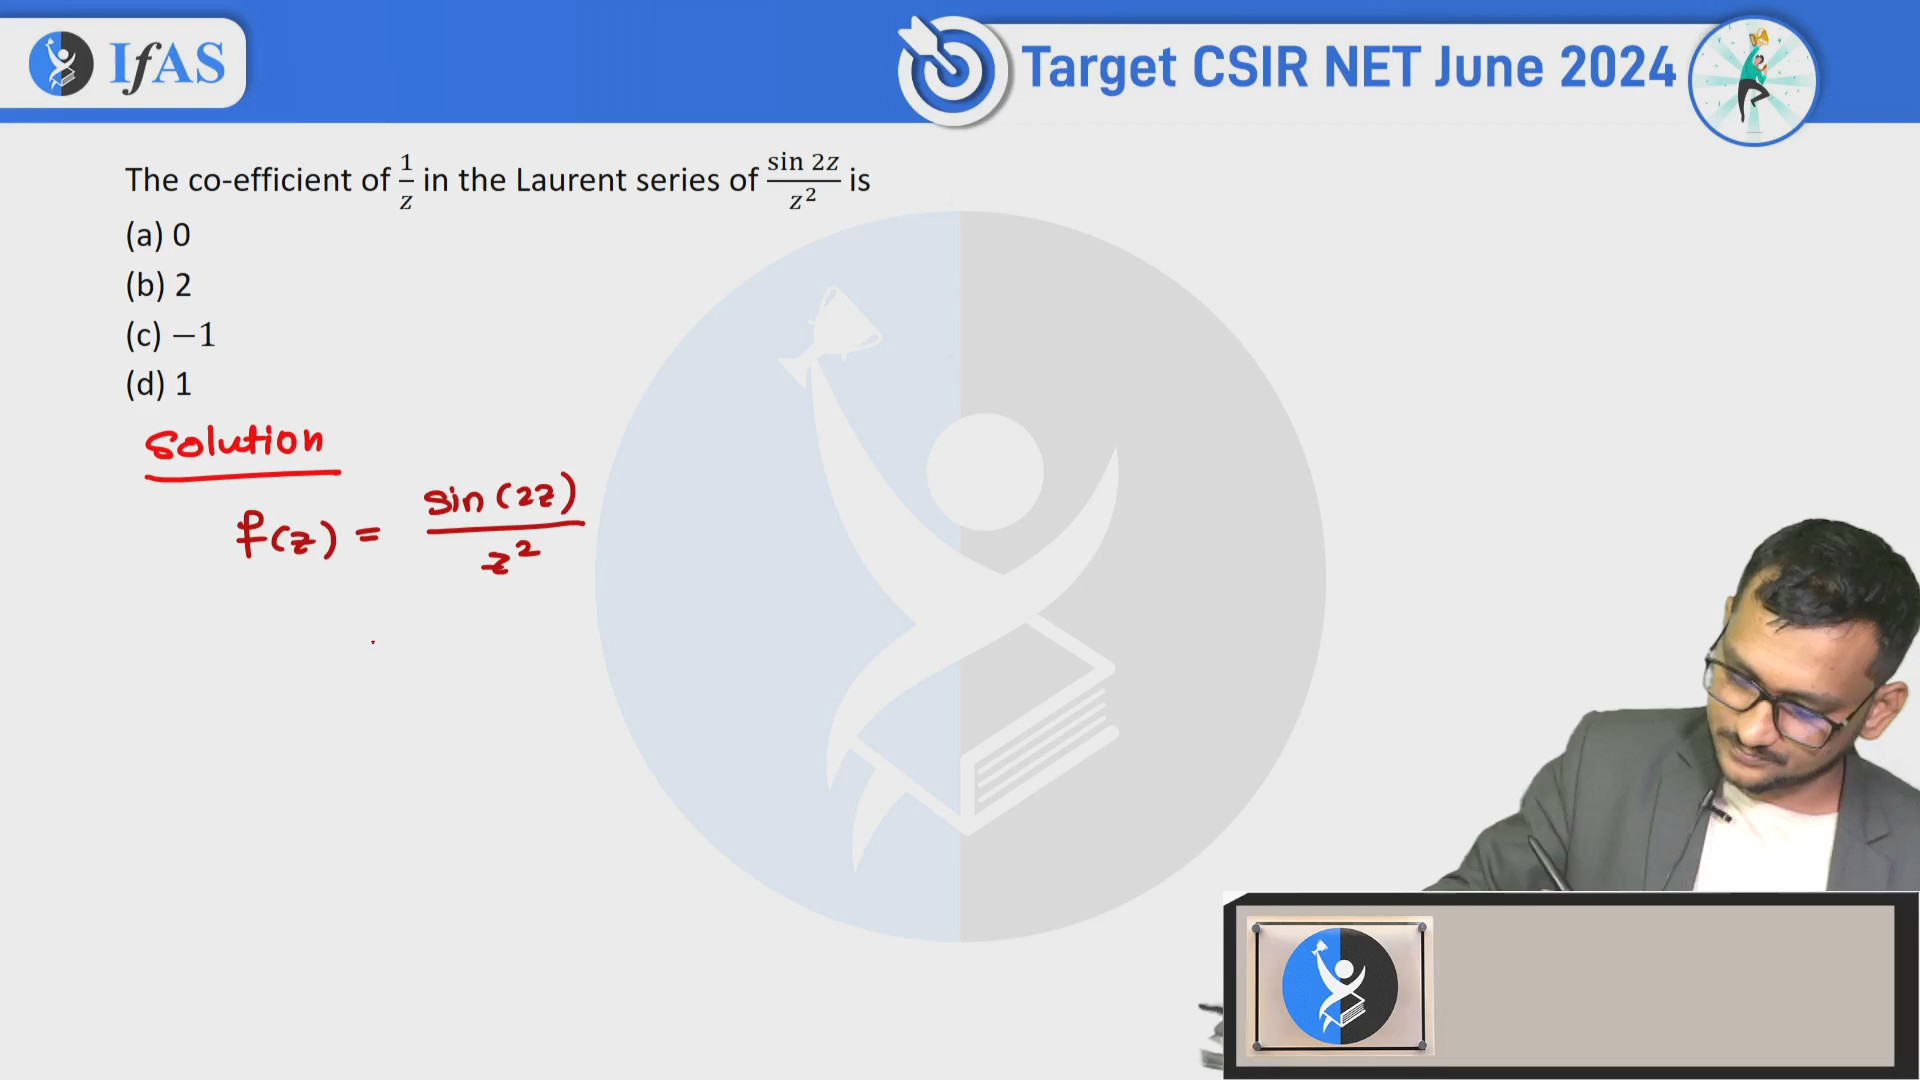 IfAS
Target CSIR NET June 2024
The co-efficient of 1/z in the Laurent series of sin 2z/z² is
(a) 0
(b) 2
(c) −1
(d) 1
Solution
f(z) = sin(2z)/z²